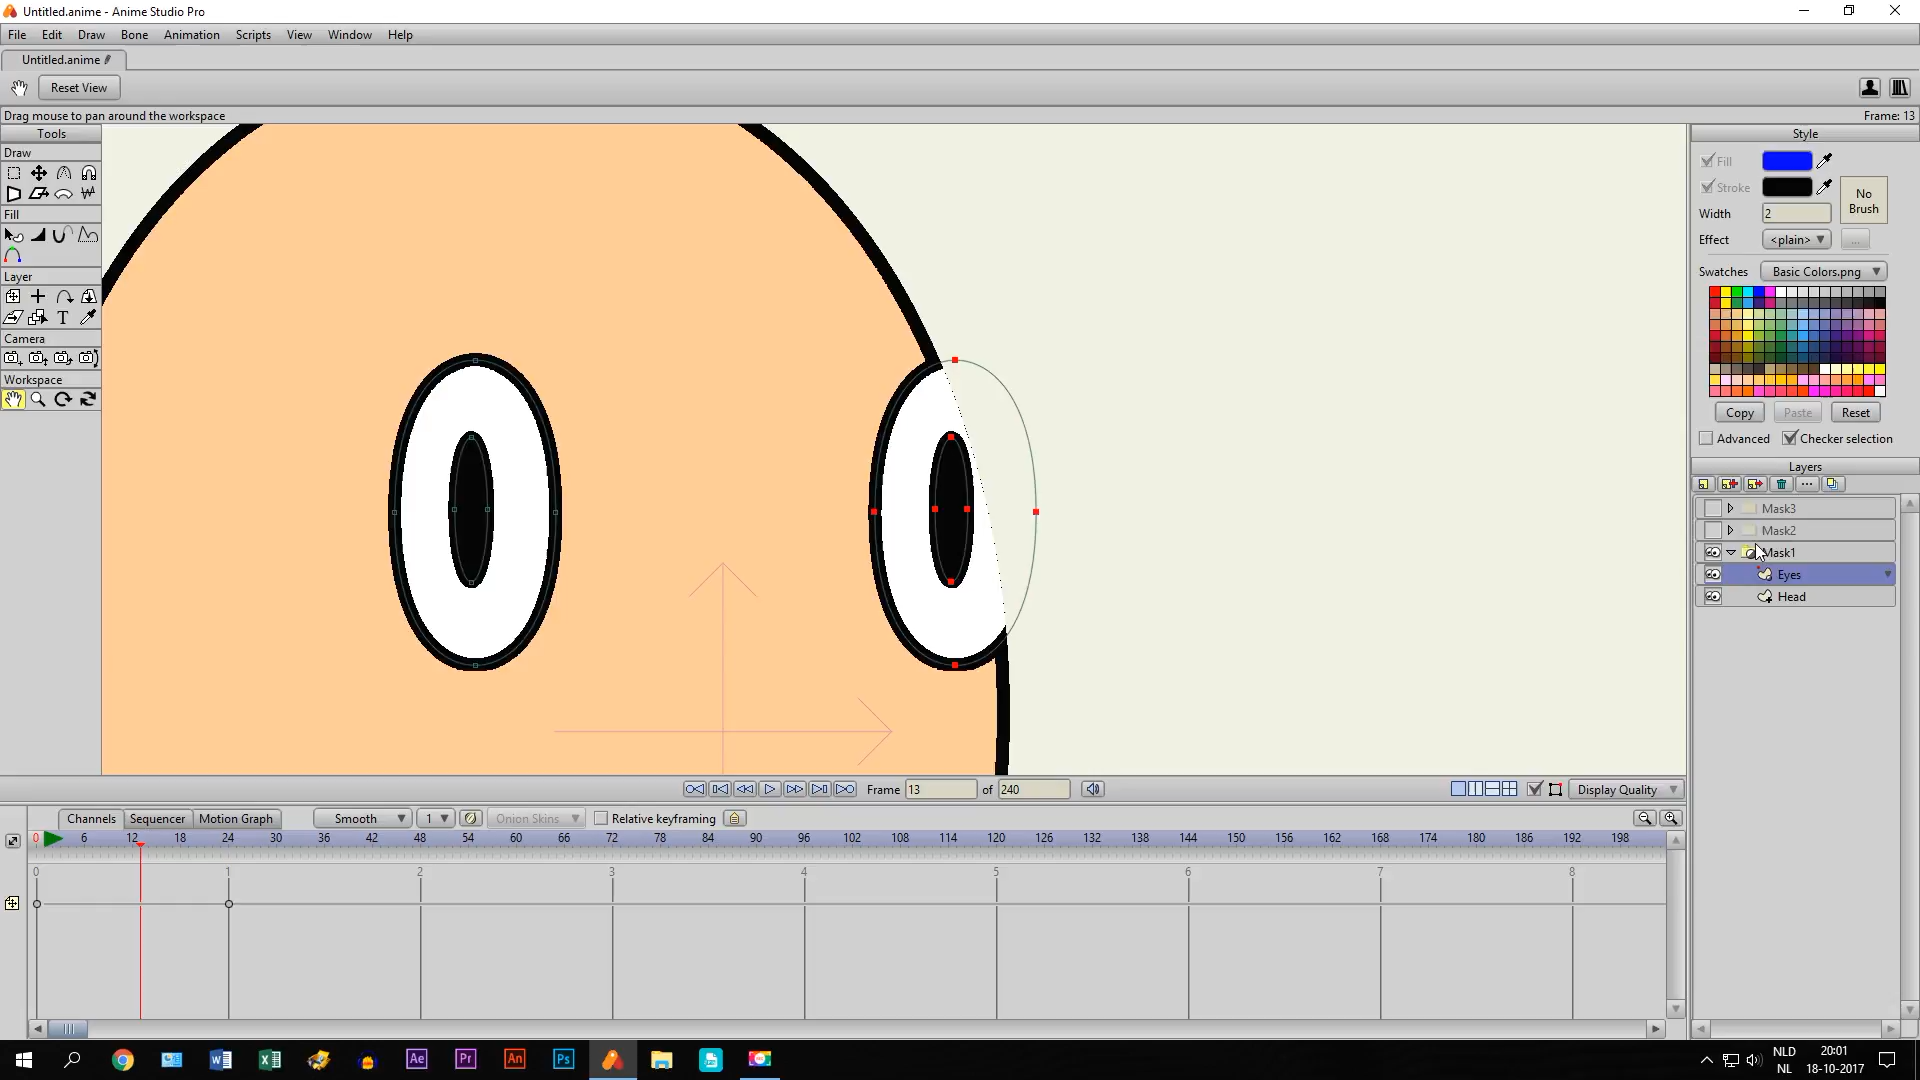 Untitled.anime - Anime Studio Pro
File Edit Draw Bone Animation Scripts View Window Help
Untitled.anime
Reset View
Drag mouse to pan around the workspace
Frame: 13
Tools
Draw
Fill
Layer
T
Camera
Workspace
Style
Fill
Stroke
No
Brush
Width 2
Effect <plain> ...
Swatches Basic Colors.png
Copy Paste Reset
Advanced Checker selection
Layers
Mask3
Mask2
Mask1
Eyes
Head
Frame 13 of 240
Display Quality
Channels Sequencer Motion Graph Smooth 1 Onion Skins Relative keyframing
0 6 12 18 24 30 36 42 48 54 60 66 72 78 84 90 96 102 108 114 120 126 132 138 144 150 156 162 168 174 180 186 192 198
0 1 2 3 4 5 6 7 8
Ae Pr An Ps
NLD
NL
20:01
18-10-2017